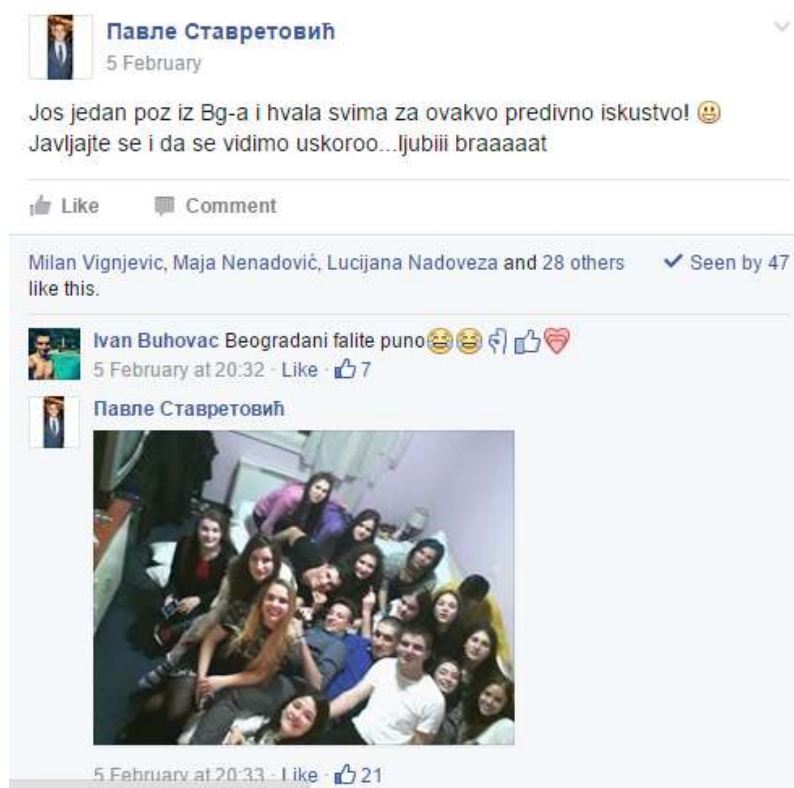 Павле Ставретовић
5 February
Jos jedan poz iz Bg-a i hvala svima za ovakvo predivno iskustvo! 😃
Javljajte se i da se vidimo uskoroo...ljubiii braaaaat
Like Comment
Milan Vignjevic, Maja Nenadović, Lucijana Nadoveza and 28 others
like this.
✓ Seen by 47
Ivan Buhovac Beogradani falite puno
5 February at 20:32 · Like · 7
Павле Ставретовић
5 February at 20:33 · Like · 21